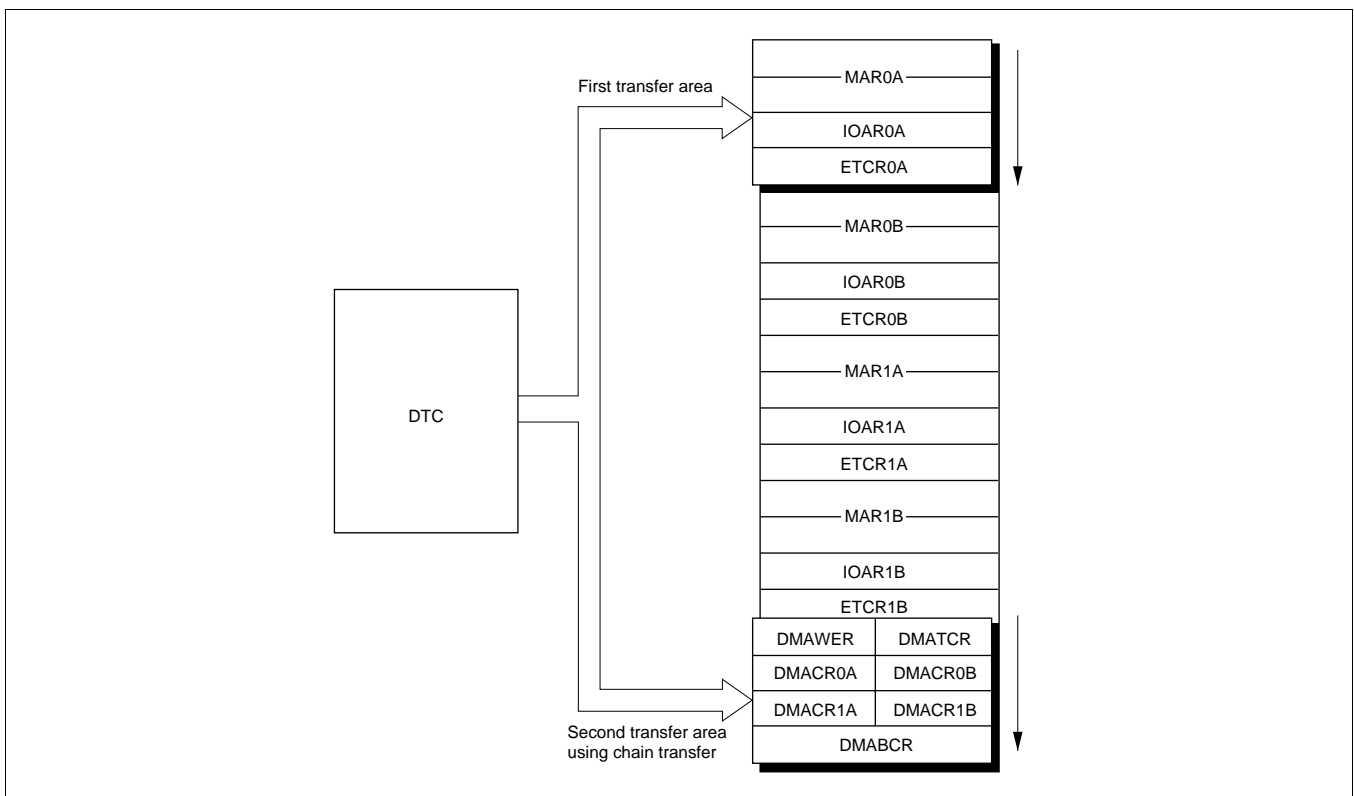 First transfer area
MAR0A
IOAR0A
ETCR0A
MAR0B
IOAR0B
ETCR0B
MAR1A
DTC
IOAR1A
ETCR1A
MAR1B
IOAR1B
ETCR1B
DMAWER DMATCR
DMACR0A DMACR0B
DMACR1A DMACR1B
Second transfer area
using chain transfer
DMABCR